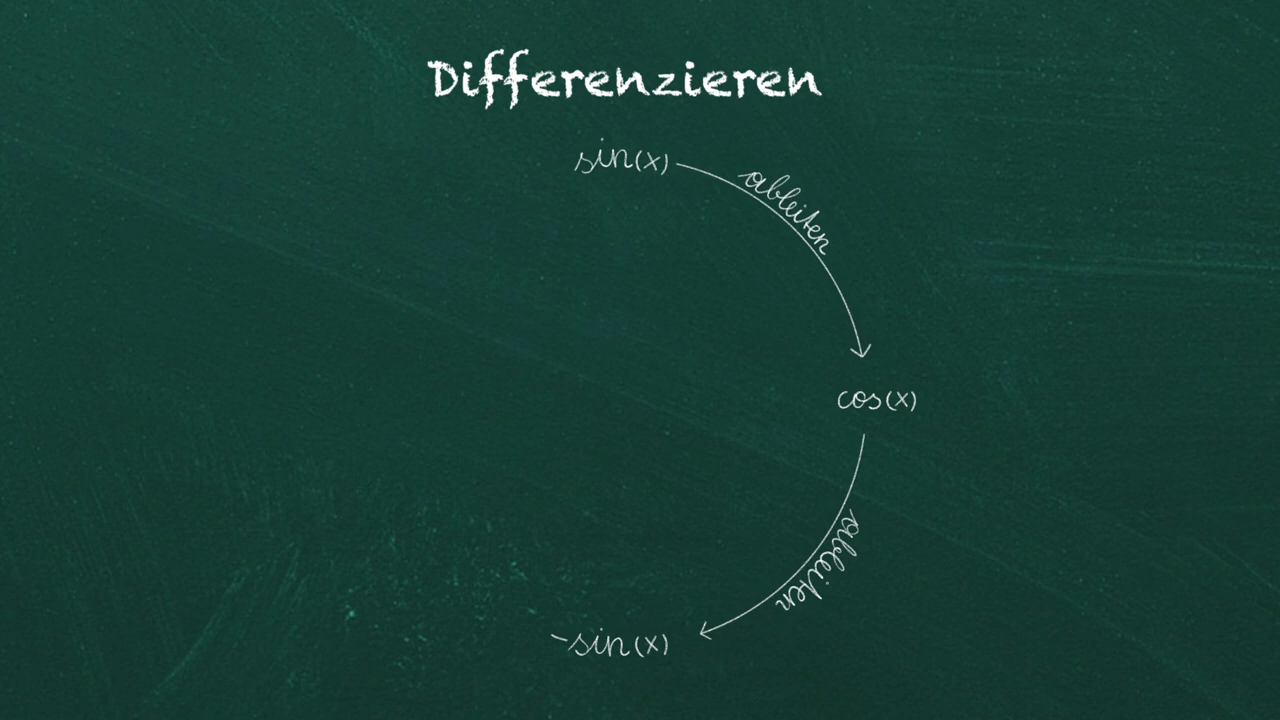 Differenzieren
sin(x)
ableiten
cos(x)
ableiten
-sin(x)